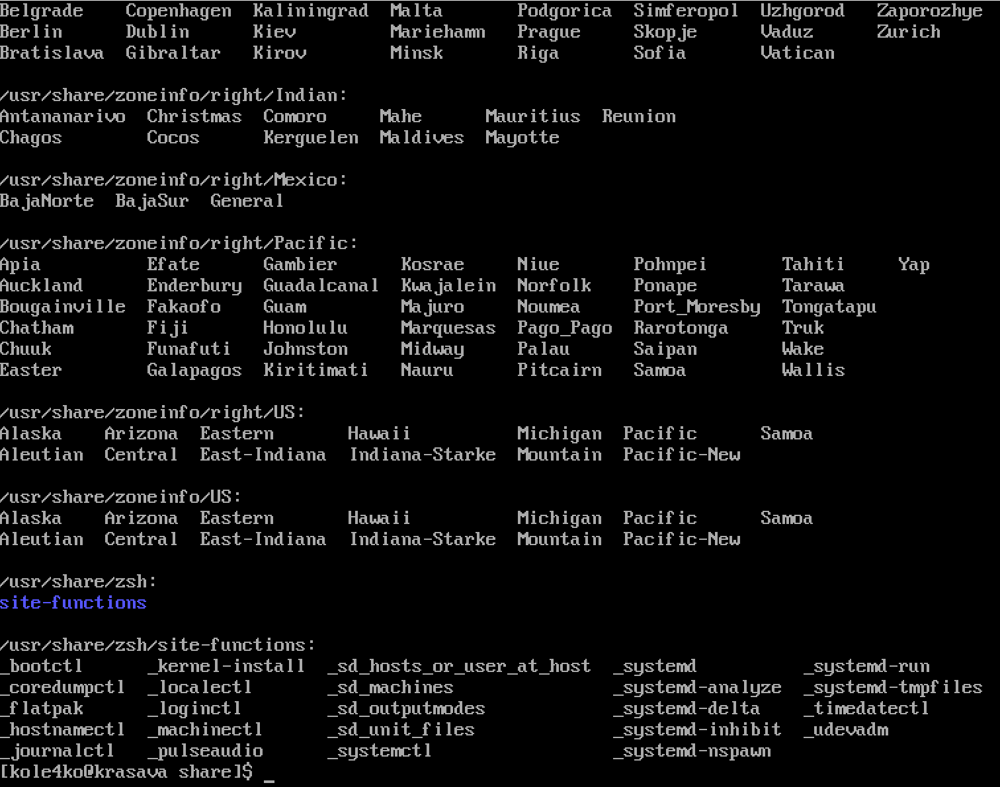 Belgrade    Copenhagen  Kaliningrad  Malta       Podgorica  Simferopol  Uzhgorod   Zaporozhye
Berlin      Dublin      Kiev         Mariehamn   Prague     Skopje      Vaduz      Zurich
Bratislava  Gibraltar   Kirov        Minsk       Riga       Sofia       Vatican
/usr/share/zoneinfo/right/Indian:
Antananarivo  Christmas  Comoro     Mahe      Mauritius  Reunion
Chagos        Cocos      Kerguelen  Maldives  Mayotte
/usr/share/zoneinfo/right/Mexico:
BajaNorte  BajaSur  General
/usr/share/zoneinfo/right/Pacific:
Apia          Efate      Gambier      Kosrae     Niue       Pohnpei       Tahiti     Yap
Auckland      Enderbury  Guadalcanal  Kwajalein  Norfolk    Ponape        Tarawa
Bougainville  Fakaofo    Guam         Majuro     Noumea     Port_Moresby  Tongatapu
Chatham       Fiji       Honolulu     Marquesas  Pago_Pago  Rarotonga     Truk
Chuuk         Funafuti   Johnston     Midway     Palau      Saipan        Wake
Easter        Galapagos  Kiritimati   Nauru      Pitcairn   Samoa         Wallis
/usr/share/zoneinfo/right/US:
Alaska    Arizona  Eastern       Hawaii          Michigan  Pacific      Samoa
Aleutian  Central  East-Indiana  Indiana-Starke  Mountain  Pacific-New
/usr/share/zoneinfo/US:
Alaska    Arizona  Eastern       Hawaii          Michigan  Pacific      Samoa
Aleutian  Central  East-Indiana  Indiana-Starke  Mountain  Pacific-New
/usr/share/zsh:
site-functions
/usr/share/zsh/site-functions:
_bootctl      _kernel-install  _sd_hosts_or_user_at_host  _systemd          _systemd-run
_coredumpctl  _localectl       _sd_machines               _systemd-analyze  _systemd-tmpfiles
_flatpak      _loginctl        _sd_outputmodes            _systemd-delta    _timedatectl
_hostnamectl  _machinectl      _sd_unit_files             _systemd-inhibit  _udevadm
_journalctl   _pulseaudio      _systemctl                 _systemd-nspawn
[kole4ko@krasava share]$ _